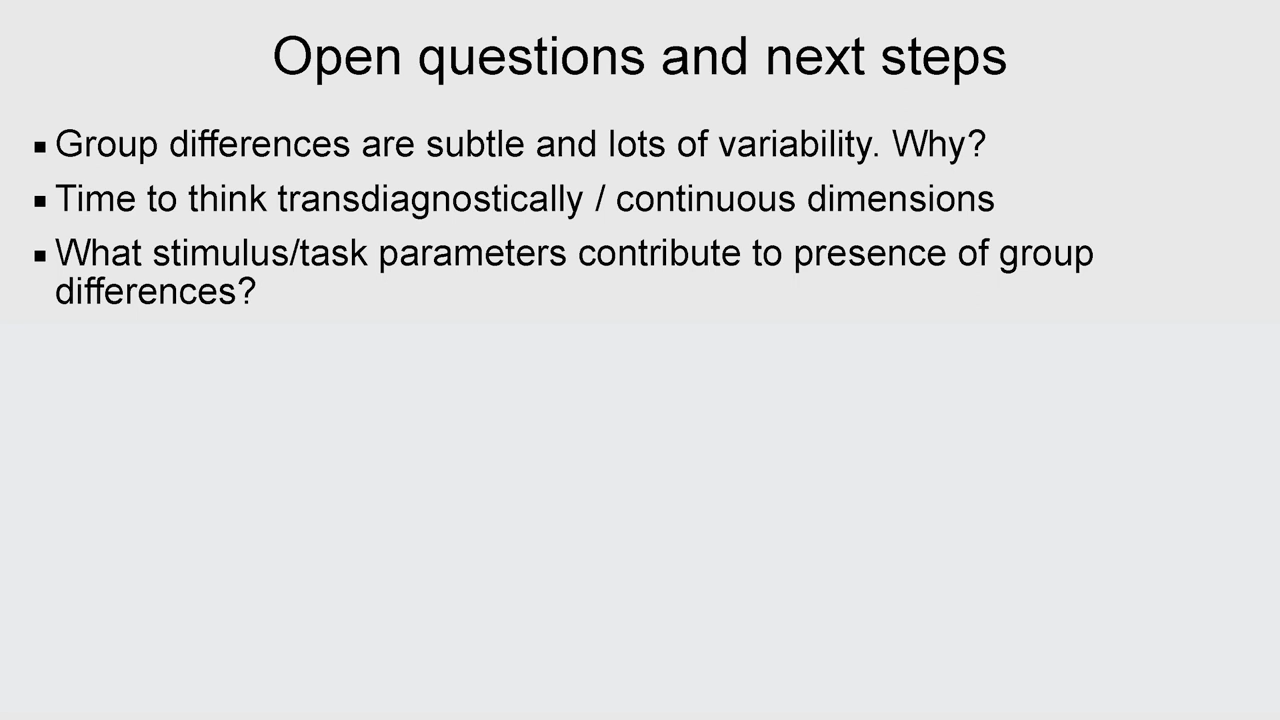 Open questions and next steps
▪ Group differences are subtle and lots of variability. Why?
▪ Time to think transdiagnostically / continuous dimensions
▪ What stimulus/task parameters contribute to presence of group
differences?